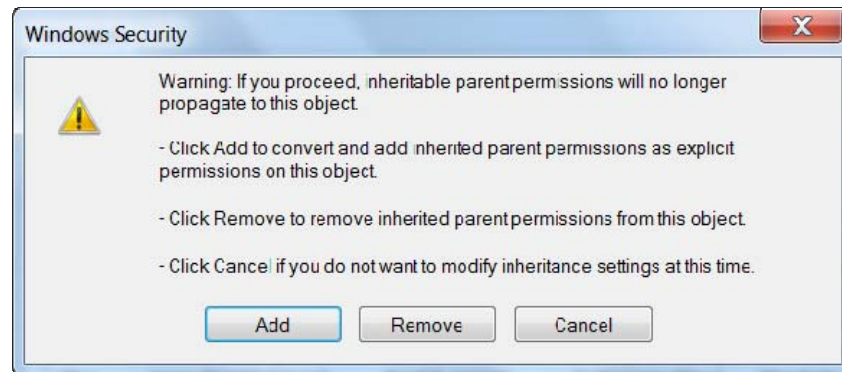 Windows Security
Warning: If you proceed, inheritable parent permissions will no longer
propagate to this object.
- Click Add to convert and add inherited parent permissions as explicit
permissions on this object.
- Click Remove to remove inherited parent permissions from this object.
- Click Cancel if you do not want to modify inheritance settings at this time.
Add Remove Cancel